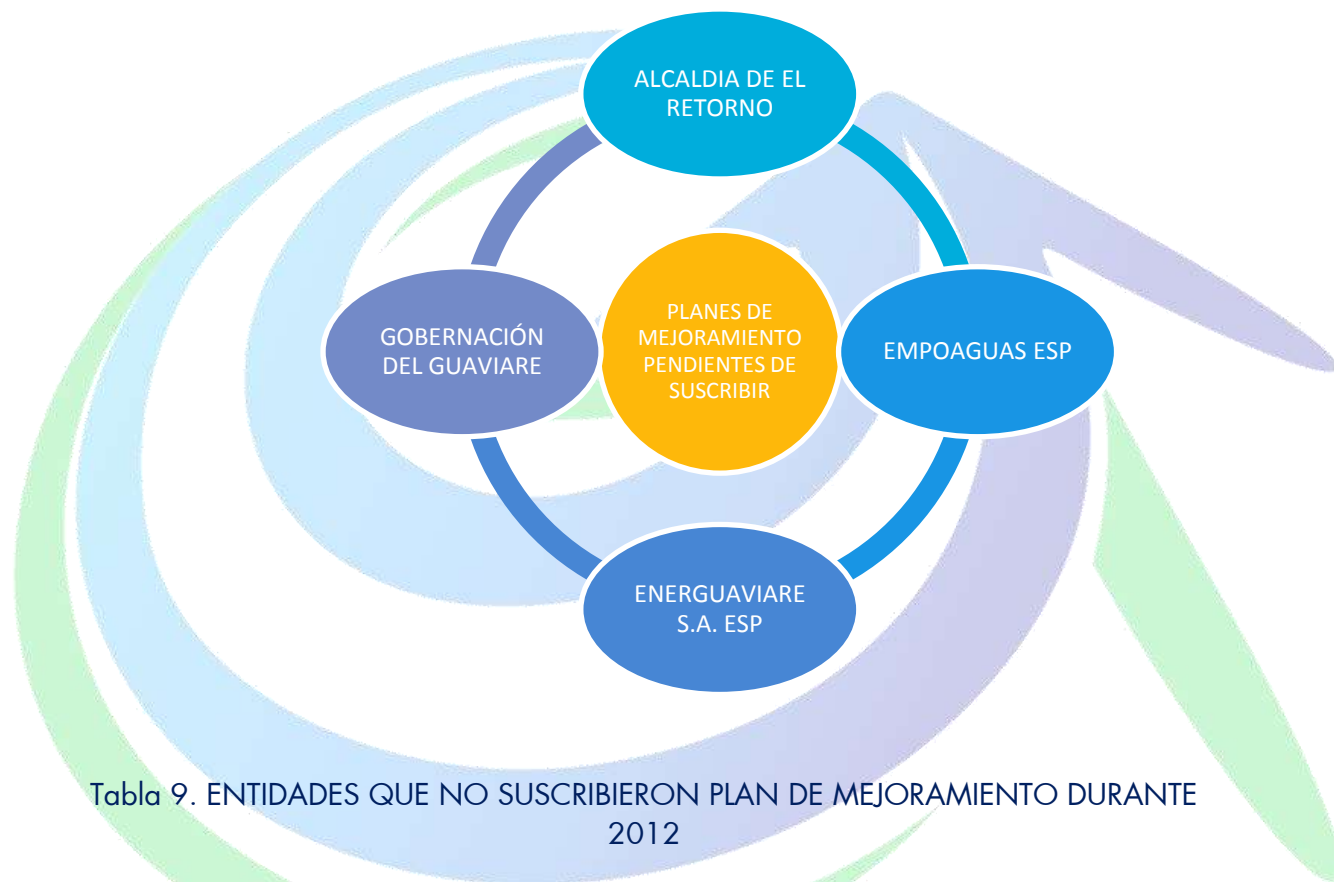 ALCALDIA DE EL
RETORNO
GOBERNACIÓN
DEL GUAVIARE
PLANES DE
MEJORAMIENTO
PENDIENTES DE
SUSCRIBIR
EMPOAGUAS ESP
ENERGUAVIARE
S.A. ESP
Tabla 9. ENTIDADES QUE NO SUSCRIBIERON PLAN DE MEJORAMIENTO DURANTE
2012